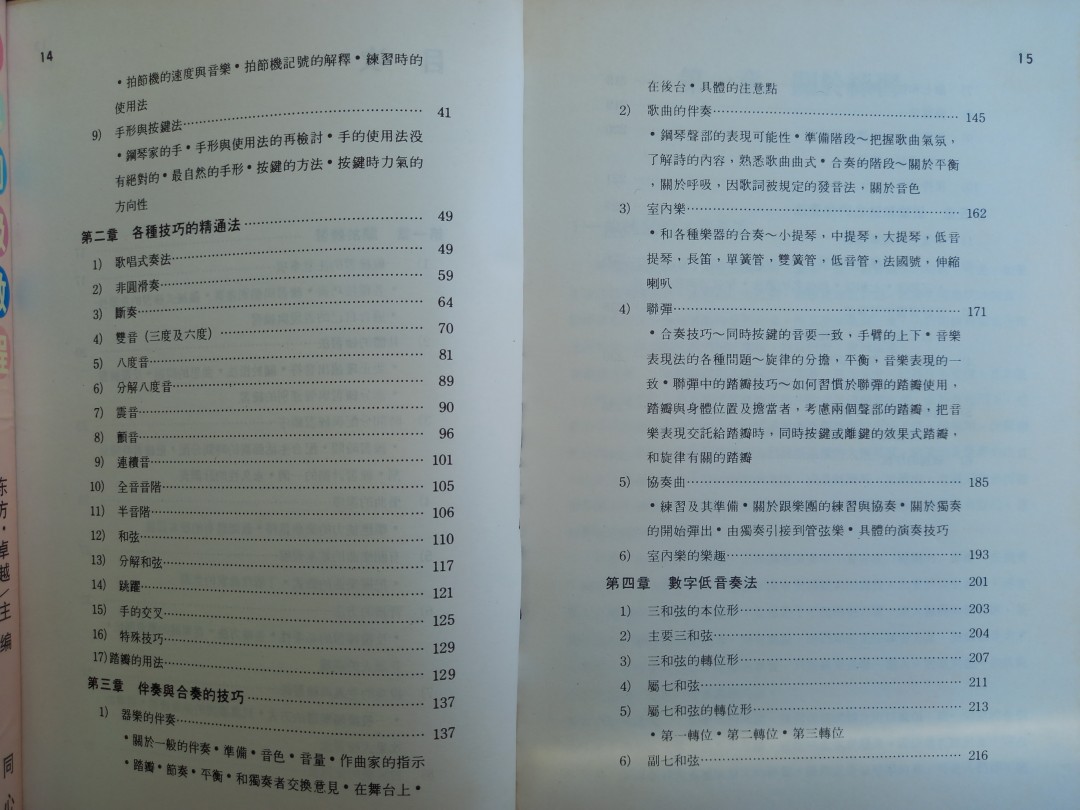 14
•拍節機的速度與音樂•拍節機記號的解釋•練習時的
使用法
9) 手形與按鍵法 41
•鋼琴家的手•手形與使用法的再檢討•手的使用法没
有絕對的•最自然的手形•按鍵的方法•按鍵時力氣的
方向性
第二章 各種技巧的精通法 49
1) 歌唱式奏法 49
2) 非圓滑奏 59
3) 斷奏 64
4) 雙音（三度及六度） 70
5) 八度音 81
6) 分解八度音 89
7) 震音 90
8) 顫音 96
9) 連續音 101
10) 全音音階 105
11) 半音階 106
12) 和弦 110
13) 分解和弦 117
14) 跳躍 121
15) 手的交叉 125
16) 特殊技巧 129
17)踏瓣的用法 129
第三章 伴奏與合奏的技巧 137
1) 器樂的伴奏 137
•關於一般的伴奏•準備•音色•音量•作曲家的指示
•踏瓣•節奏•平衡•和獨奏者交換意見•在舞台上•
15
在後台•具體的注意點
2) 歌曲的伴奏 145
•鋼琴聲部的表現可能性•準備階段～把握歌曲氣氛，
了解詩的內容，熟悉歌曲曲式•合奏的階段～關於平衡
，關於呼吸，因歌詞被規定的發音法，關於音色
3) 室內樂 162
•和各種樂器的合奏～小提琴，中提琴，大提琴，低音
提琴，長笛，單簧管，雙簧管，低音管，法國號，伸縮
喇叭
4) 聯彈 171
•合奏技巧～同時按鍵的音要一致，手臂的上下•音樂
表現法的各種問題～旋律的分擔，平衡，音樂表現的一
致•聯彈中的踏瓣技巧～如何習慣於聯彈的踏瓣使用，
踏瓣與身體位置及擔當者，考慮兩個聲部的踏瓣，把音
樂表現交託給踏瓣時，同時按鍵或離鍵的效果式踏瓣，
和旋律有關的踏瓣
5) 協奏曲 185
•練習及其準備•關於跟樂團的練習與協奏•關於獨奏
的開始彈出•由獨奏引接到管弦樂•具體的演奏技巧
6) 室內樂的樂趣 193
第四章 數字低音奏法 201
1) 三和弦的本位形 203
2) 主要三和弦 204
3) 三和弦的轉位形 207
4) 屬七和弦 211
5) 屬七和弦的轉位形 213
•第一轉位•第二轉位•第三轉位
6) 副七和弦 216
东方·卓越／主编
同心